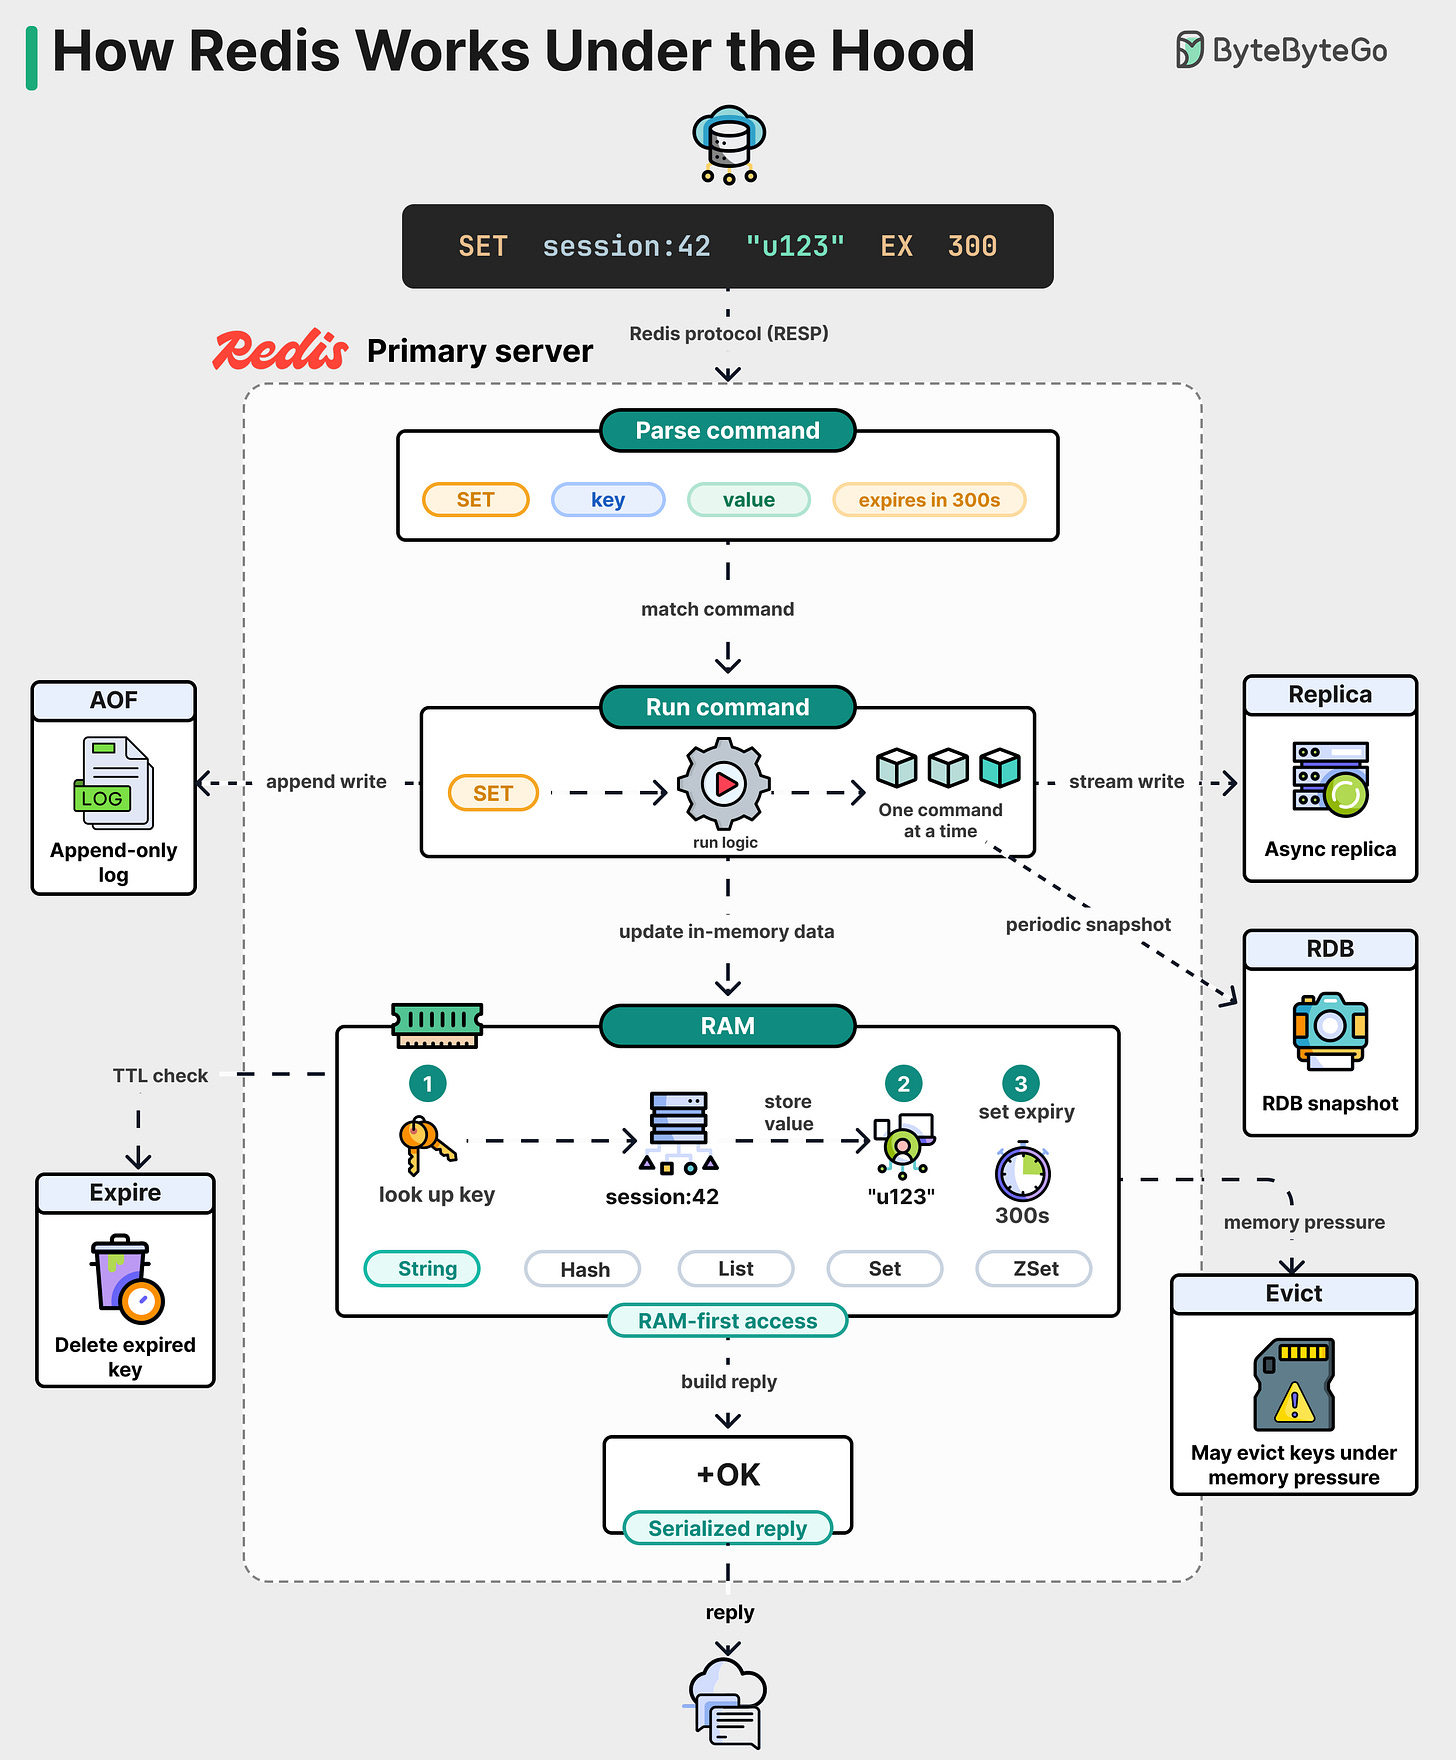 How Redis Works Under the Hood
ByteByteGo
SET session:42 "u123" EX 300
Redis protocol (RESP)
Redis Primary server
Parse command
SET key value expires in 300s
match command
Run command
SET
run logic
One command
at a time
append write
AOF
LOG
Append-only
log
stream write
Replica
Async replica
periodic snapshot
RDB
RDB snapshot
update in-memory data
RAM
1
look up key
session:42
store
value
2
"u123"
3
set expiry
300s
String Hash List Set ZSet
RAM-first access
TTL check
Expire
Delete expired
key
memory pressure
Evict
May evict keys under
memory pressure
build reply
+OK
Serialized reply
reply